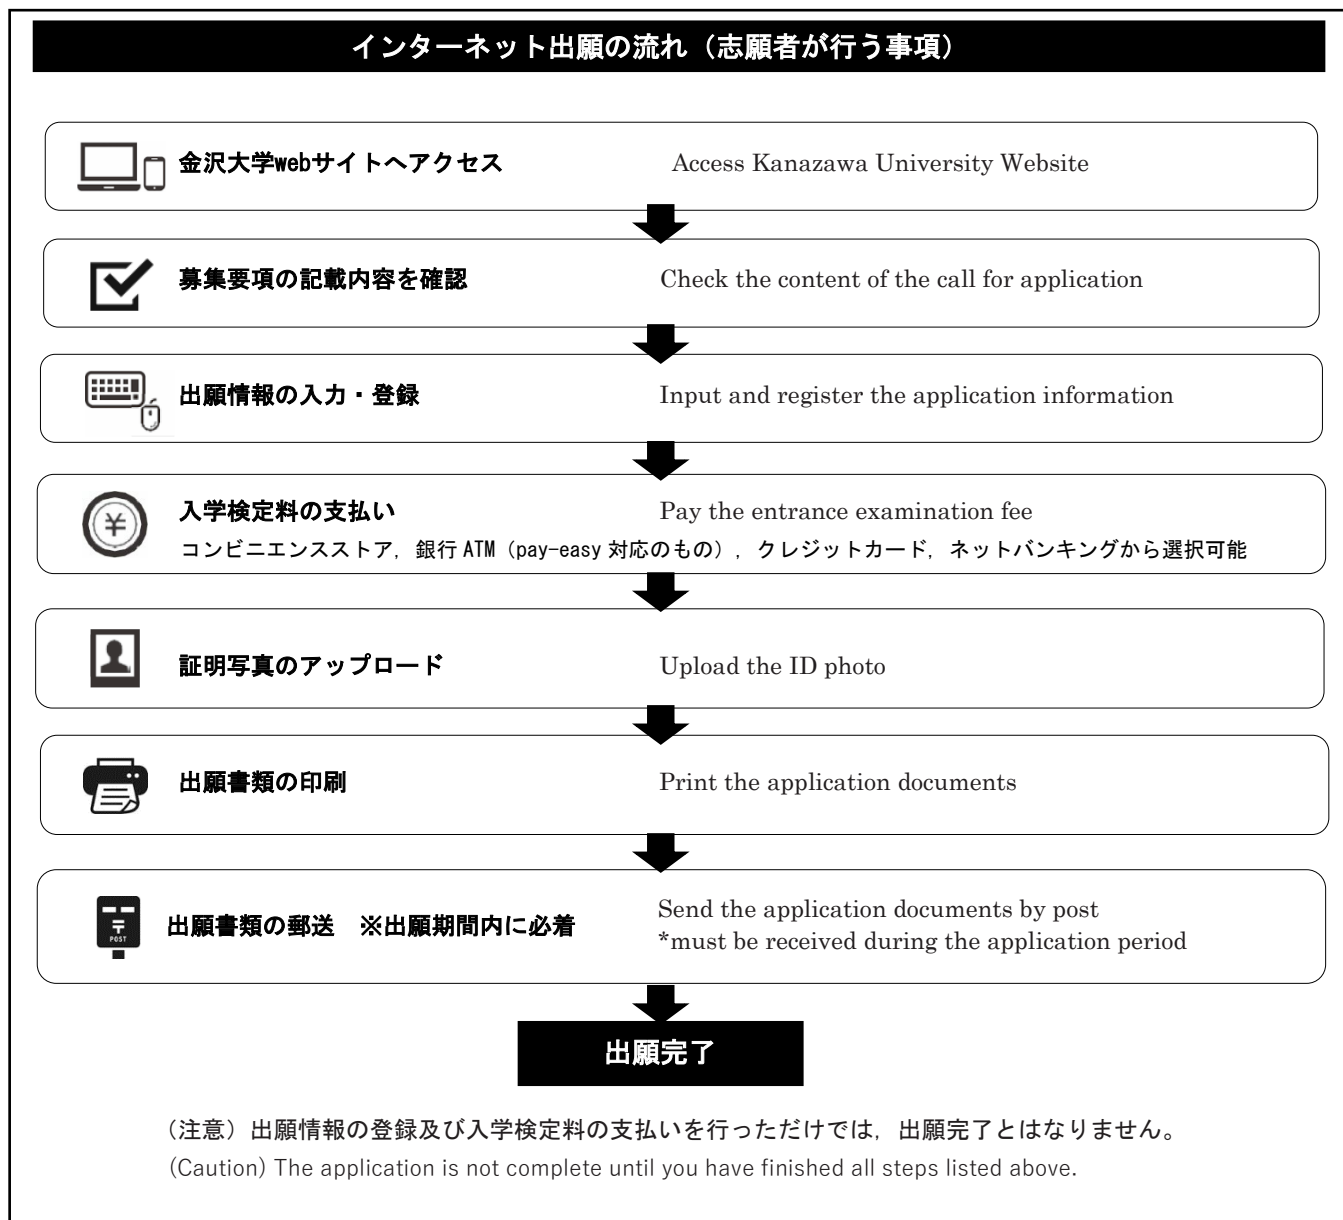 インターネット出願の流れ（志願者が行う事項）
金沢大学webサイトへアクセス Access Kanazawa University Website
募集要項の記載内容を確認 Check the content of the call for application
出願情報の入力・登録 Input and register the application information
入学検定料の支払い Pay the entrance examination fee
コンビニエンスストア，銀行 ATM（pay-easy 対応のもの），クレジットカード，ネットバンキングから選択可能
証明写真のアップロード Upload the ID photo
出願書類の印刷 Print the application documents
〒
POST
出願書類の郵送　※出願期間内に必着
Send the application documents by post
*must be received during the application period
出願完了
（注意）出願情報の登録及び入学検定料の支払いを行っただけでは，出願完了とはなりません。
(Caution) The application is not complete until you have finished all steps listed above.